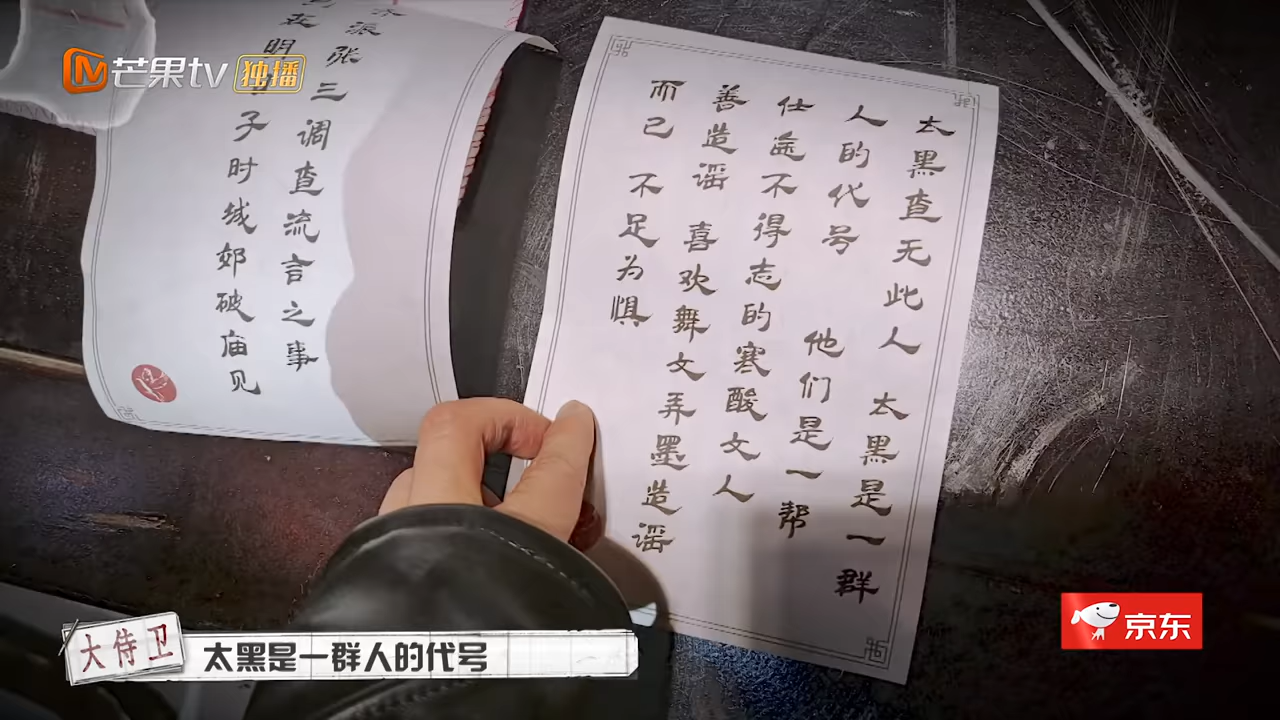 芒果tv 独播
太黑查无此人 太黑是一群
人的代号 他们是一帮
仕途不得志的寒酸文人
善造谣 喜欢舞文弄墨造谣
而已 不足为惧
派张三调查流言之事
在明 子时城郊破庙见
大侍卫
太黑是一群人的代号
京东